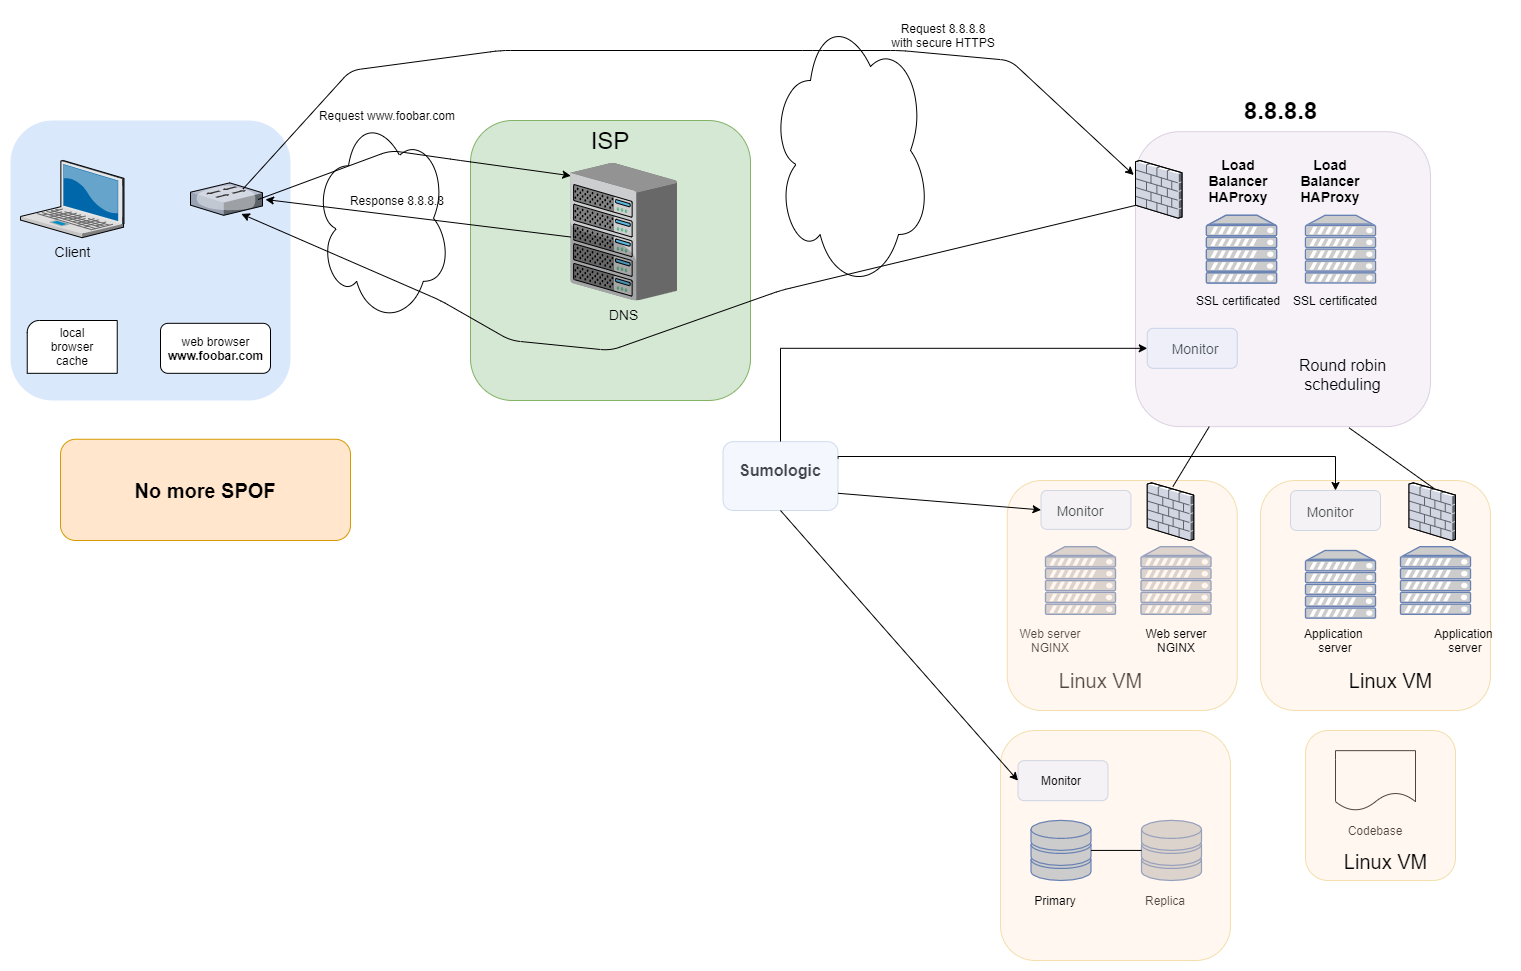 Request 8.8.8.8
with secure HTTPS
8.8.8.8
Request www.foobar.com
ISP
Load
Balancer
HAProxy
Load
Balancer
HAProxy
Response 8.8.8.8
Client
SSL certificated
SSL certificated
DNS
local
browser
cache
web browser
www.foobar.com
Monitor
Round robin
scheduling
Sumologic
No more SPOF
Monitor
Monitor
Web server
NGINX
Web server
NGINX
Application
server
Application
server
Linux VM
Linux VM
Monitor
Codebase
Linux VM
Primary
Replica